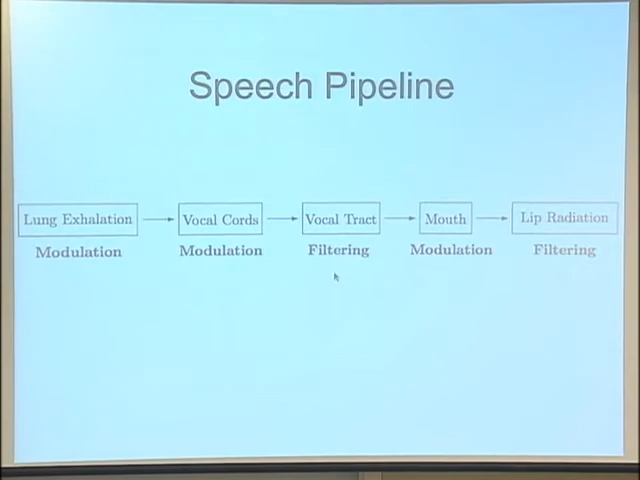 Speech Pipeline
Lung Exhalation Vocal Cords Vocal Tract Mouth Lip Radiation
Modulation Modulation Filtering Modulation Filtering